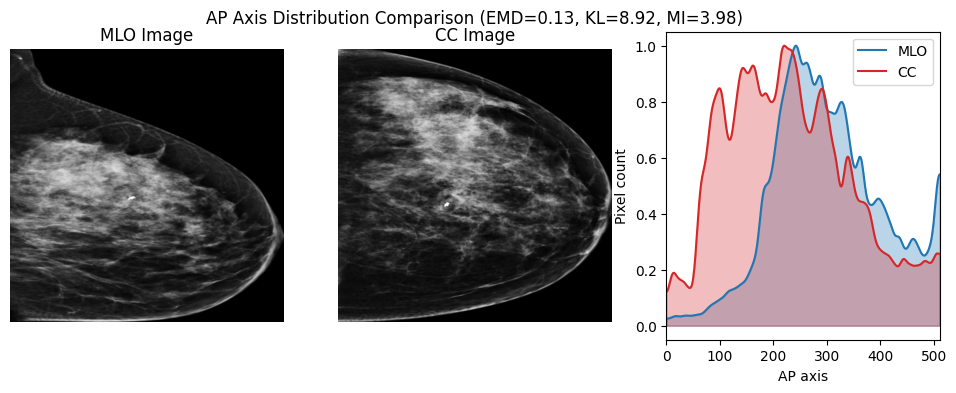 AP Axis Distribution Comparison (EMD=0.13, KL=8.92, MI=3.98)
MLO Image
CC Image
MLO
CC
Pixel count
1.0
0.8
0.6
0.4
0.2
0.0
0 100 200 300 400 500
AP axis